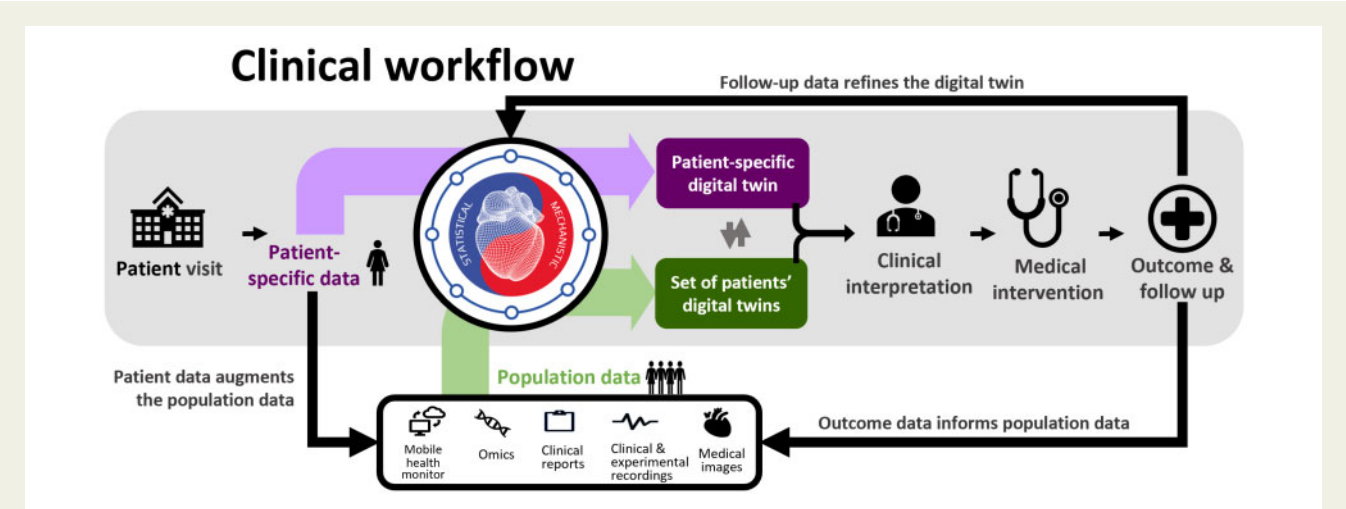 Clinical workflow
Follow-up data refines the digital twin
Patient visit
Patient-
specific data
STATISTICAL
MECHANISTIC
Patient-specific
digital twin
Set of patients'
digital twins
Clinical
interpretation
Medical
intervention
Outcome &
follow up
Patient data augments
the population data
Population data
Outcome data informs population data
Mobile
health
monitor
Omics
Clinical
reports
Clinical &
experimental
recordings
Medical
images